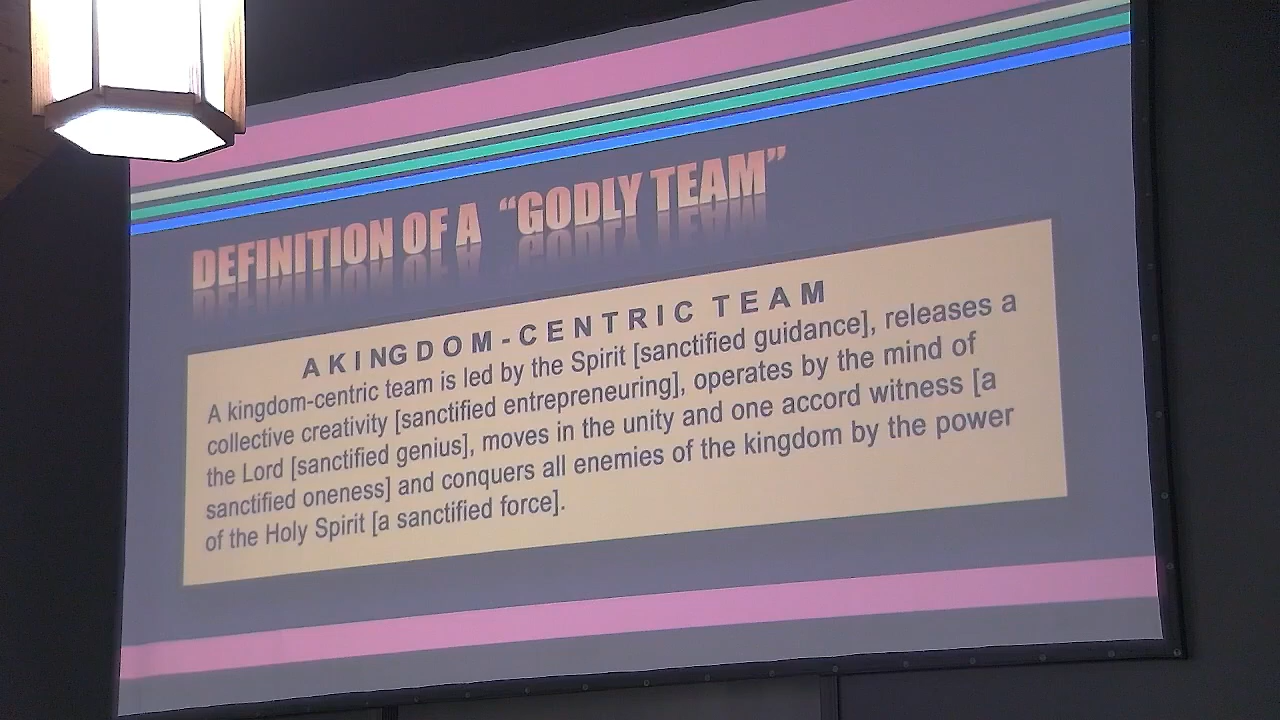 DEFINITION OF A "GODLY TEAM"
A KINGDOM-CENTRIC TEAM
A kingdom-centric team is led by the Spirit [sanctified guidance], releases a
collective creativity [sanctified entrepreneuring], operates by the mind of
the Lord [sanctified genius], moves in the unity and one accord witness [a
sanctified oneness] and conquers all enemies of the kingdom by the power
of the Holy Spirit [a sanctified force].